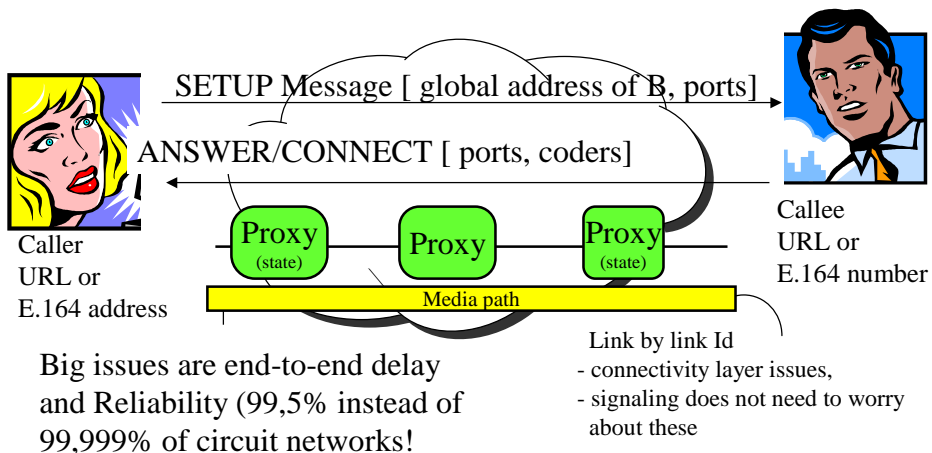 SETUP Message [ global address of B, ports]
ANSWER/CONNECT [ ports, coders]
Caller
URL or
E.164 address
Callee
URL or
E.164 number
Proxy
(state)
Proxy
Proxy
(state)
Media path
Big issues are end-to-end delay
and Reliability (99,5% instead of
99,999% of circuit networks!
Link by link Id
- connectivity layer issues,
- signaling does not need to worry
about these